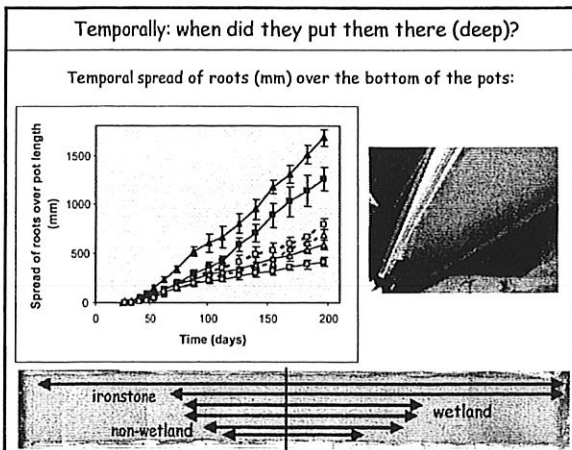 Temporally: when did they put them there (deep)?
Temporal spread of roots (mm) over the bottom of the pots:
Spread of roots over pot length
(mm)
1500
1000
500
0
0
50
100
150
200
Time (days)
ironstone
wetland
non-wetland